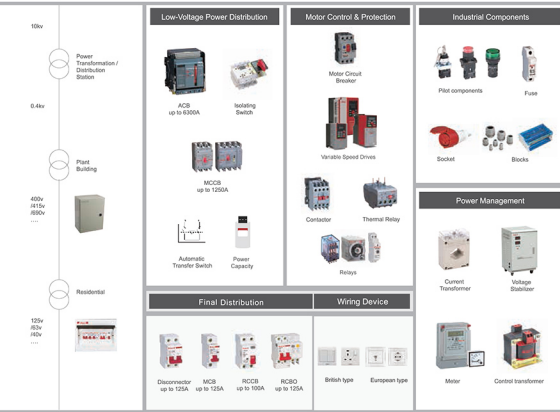 10kv
Power
Transformation /
Distribution
Station
0.4kv
Plant
Building
400v
/415v
/690v
....
Residential
125v
/63v
/40v
....
Low-Voltage Power Distribution
ACB
up to 6300A
Isolating
Switch
MCCB
up to 1250A
Automatic
Transfer Switch
Power
Capacity
Motor Control & Protection
Motor Circuit
Breaker
Variable Speed Drives
Contactor
Thermal Relay
Relays
Industrial Components
Pilot components
Fuse
Socket
Blocks
Power Management
Current
Transformer
Voltage
Stabilizer
Meter
Control transformer
Final Distribution
Disconnector
up to 125A
MCB
up to 125A
RCCB
up to 100A
RCBO
up to 125A
Wiring Device
British type
European type